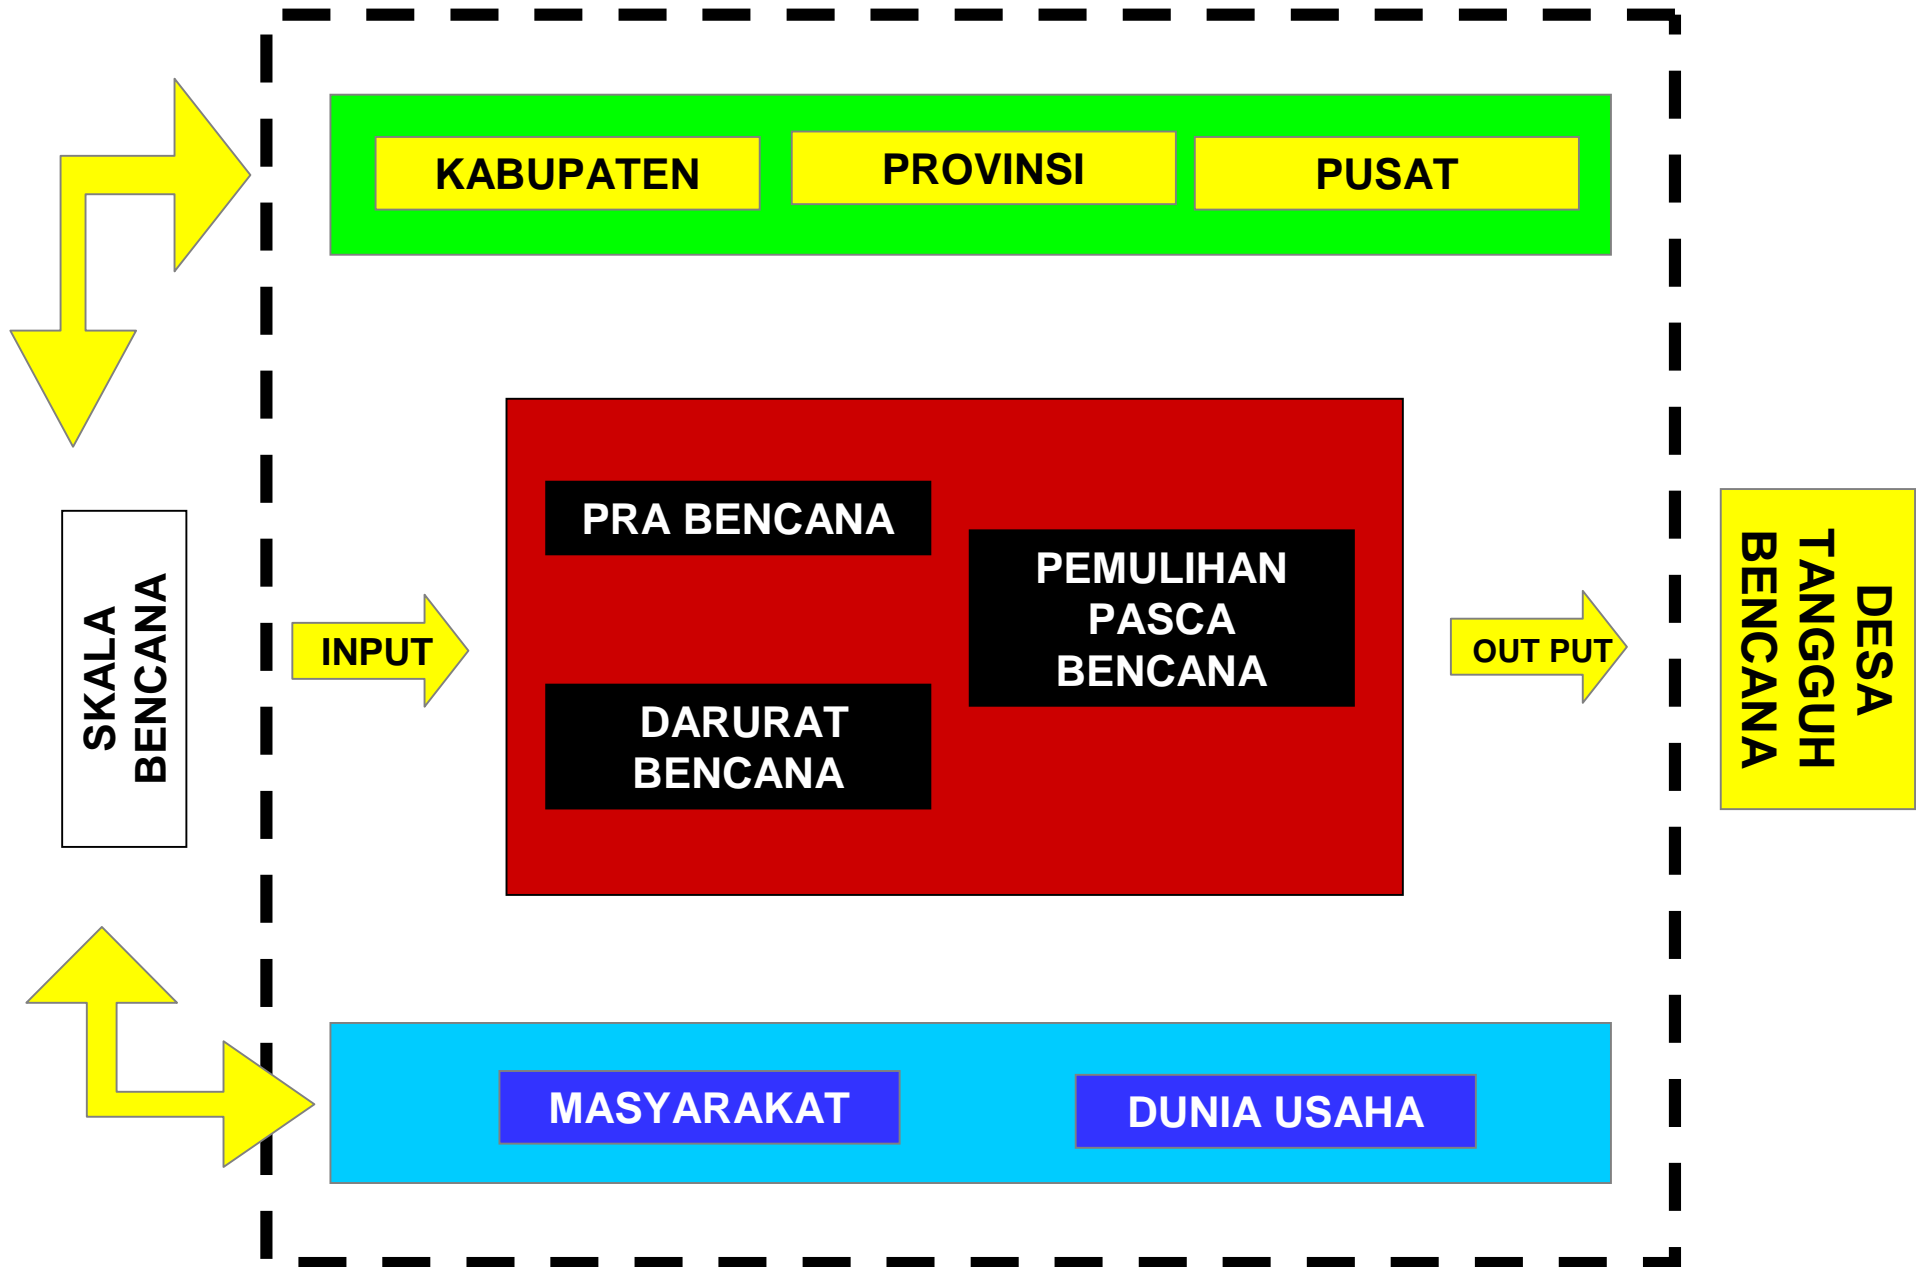 KABUPATEN
PROVINSI
PUSAT
SKALA
BENCANA
INPUT
PRA BENCANA
DARURAT
BENCANA
PEMULIHAN
PASCA
BENCANA
OUT PUT
DESA
TANGGUH
BENCANA
MASYARAKAT
DUNIA USAHA